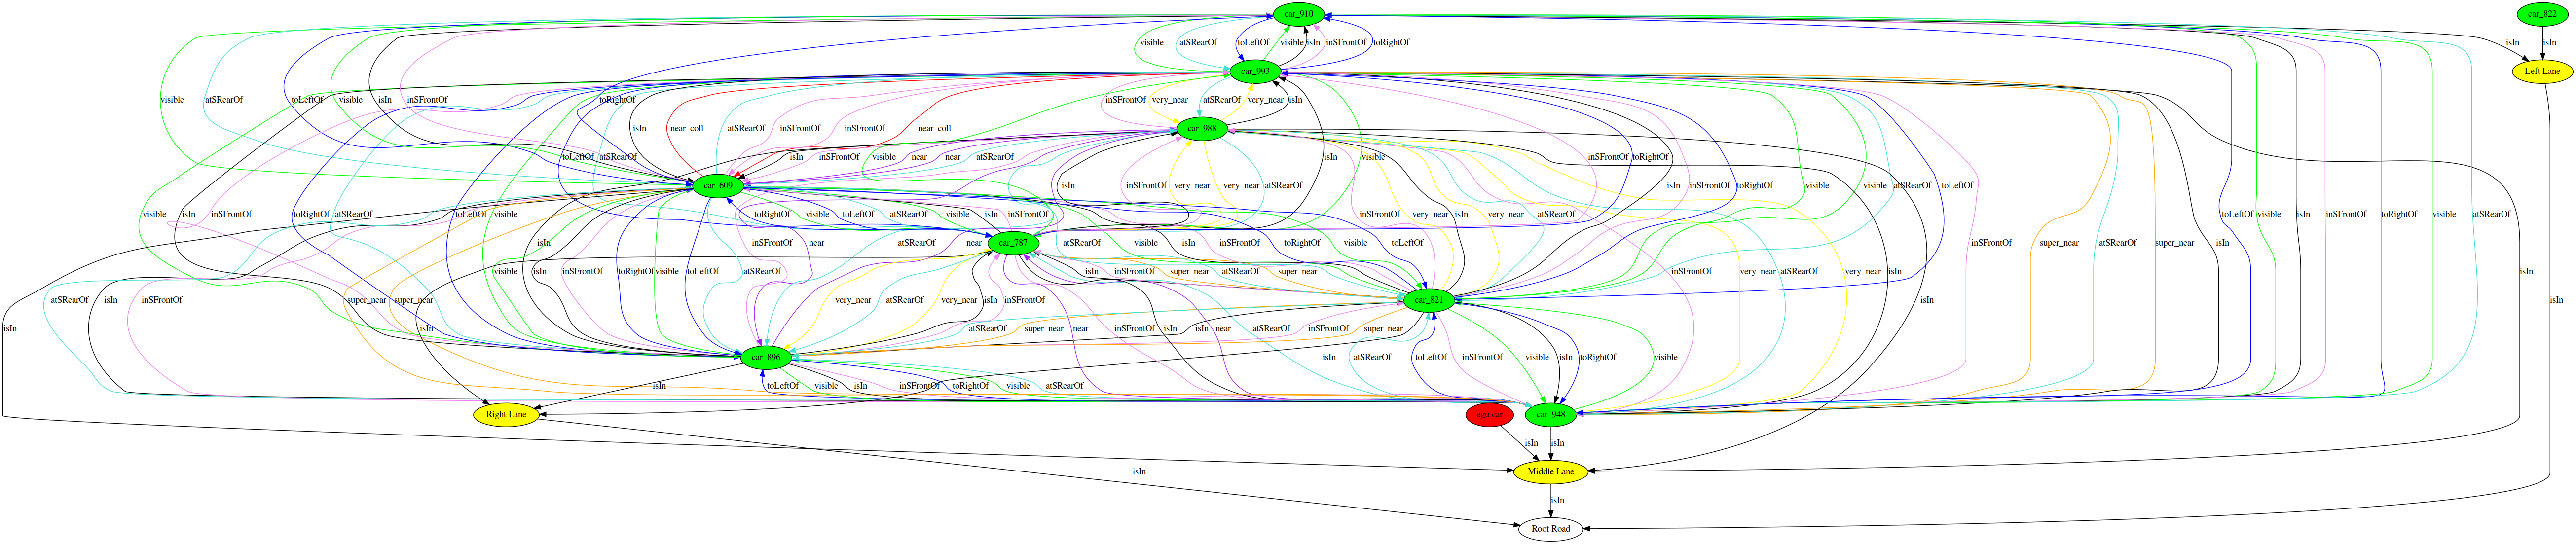 car_910
car_822
visible
atSRearOf
toLeftOf
visible
isIn
inSFrontOf
toRightOf
isIn
isIn
car_993
Left Lane
visible
atSRearOf
toLeftOf
visible
isIn
inSFrontOf
toRightOf
inSFrontOf
very_near
atSRearOf
very_near
isIn
isIn
near_coll
atSRearOf
inSFrontOf
inSFrontOf
near_coll
car_988
toLeftOf
atSRearOf
isIn
inSFrontOf
visible
near
near
atSRearOf
isIn
visible
inSFrontOf
toRightOf
car_609
isIn
inSFrontOf
very_near
very_near
atSRearOf
isIn
inSFrontOf
toRightOf
visible
visible
atSRearOf
toLeftOf
visible
isIn
inSFrontOf
toRightOf
atSRearOf
toLeftOf
visible
toRightOf
visible
toLeftOf
atSRearOf
visible
isIn
inSFrontOf
inSFrontOf
very_near
isIn
very_near
atSRearOf
toLeftOf
visible
isIn
inSFrontOf
toRightOf
visible
atSRearOf
car_787
isIn
inSFrontOf
near
atSRearOf
near
atSRearOf
visible
isIn
inSFrontOf
toRightOf
visible
toLeftOf
inSFrontOf
super_near
atSRearOf
super_near
isIn
visible
isIn
inSFrontOf
toRightOf
visible
toLeftOf
atSRearOf
isIn
inSFrontOf
super_near
atSRearOf
super_near
inSFrontOf
very_near
atSRearOf
very_near
isIn
isIn
atSRearOf
isIn
inSFrontOf
super_near
super_near
very_near
atSRearOf
very_near
isIn
inSFrontOf
car_821
isIn
isIn
isIn
atSRearOf
super_near
isIn
inSFrontOf
super_near
near
inSFrontOf
isIn
near
atSRearOf
car_896
isIn
atSRearOf
toLeftOf
inSFrontOf
visible
isIn
toRightOf
visible
isIn
toLeftOf
visible
isIn
inSFrontOf
toRightOf
visible
atSRearOf
Right Lane
ego car
car_948
isIn
isIn
isIn
Middle Lane
isIn
Root Road